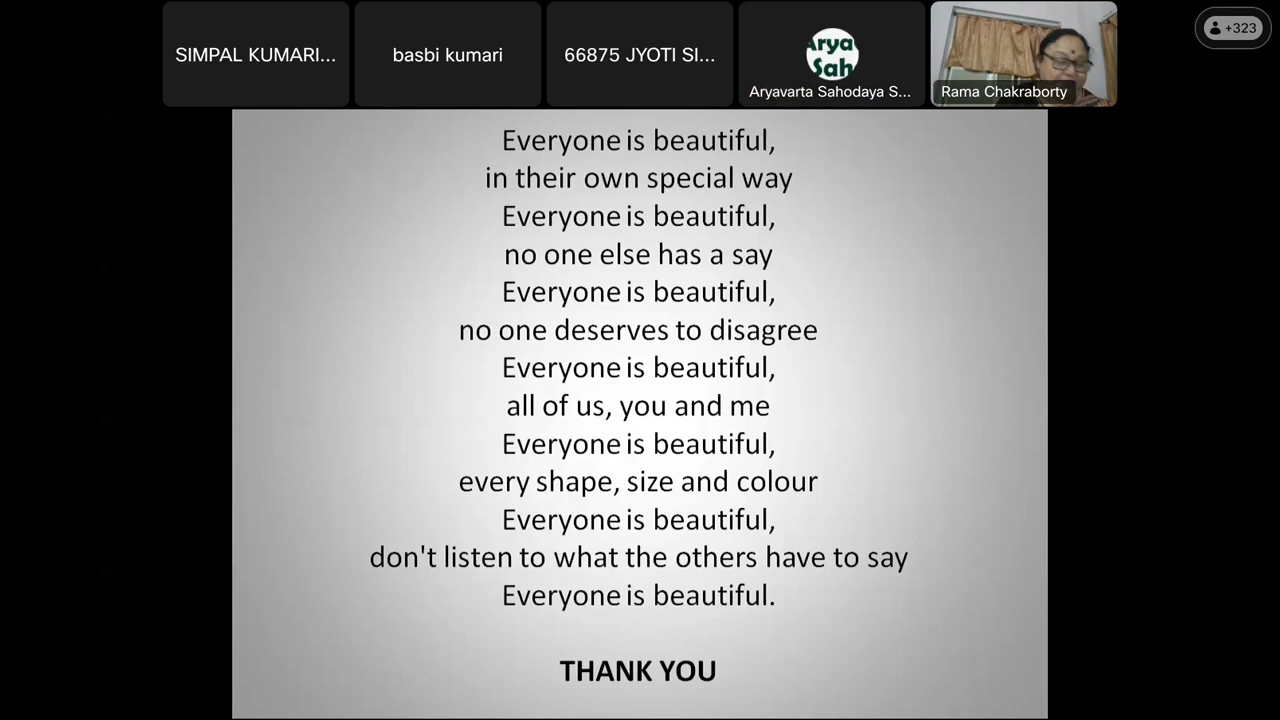 SIMPAL KUMARI...
basbi kumari
66875 JYOTI SI...
Arya
Sah
Aryavarta Sahodaya S...
Rama Chakraborty
+323
Everyone is beautiful,
in their own special way
Everyone is beautiful,
no one else has a say
Everyone is beautiful,
no one deserves to disagree
Everyone is beautiful,
all of us, you and me
Everyone is beautiful,
every shape, size and colour
Everyone is beautiful,
don't listen to what the others have to say
Everyone is beautiful.
THANK YOU